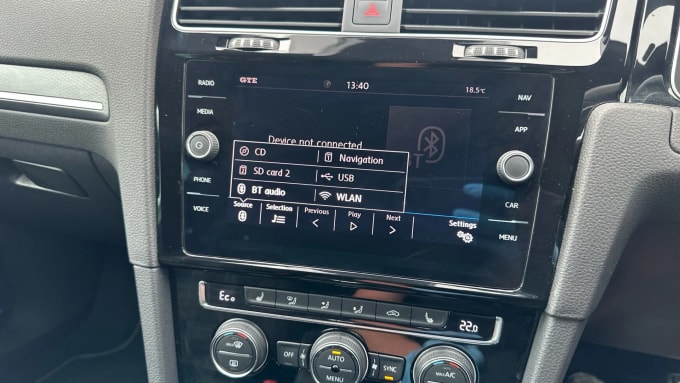 RADIO
GTE
13:40
18.5°C
NAV
MEDIA
APP
Device not connected
CD
Navigation
SD card 2
USB
BT audio
WLAN
PHONE
CAR
VOICE
Source
Selection
Previous
Play
Next
Settings
MENU
Eco
22.0
OFF
AUTO
MENU
SYNC
MAX A/C